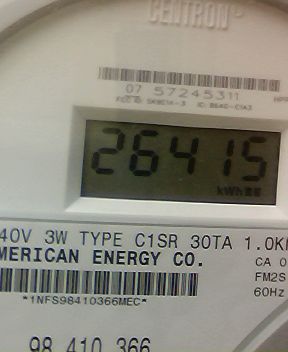 CENTRON
07 57245311
26415
kWh
40V 3W TYPE C1SR 30TA 1.0K
MERICAN ENERGY CO. CA 0
FM2S
*1NFS98410366MEC* 60Hz
98 410 366